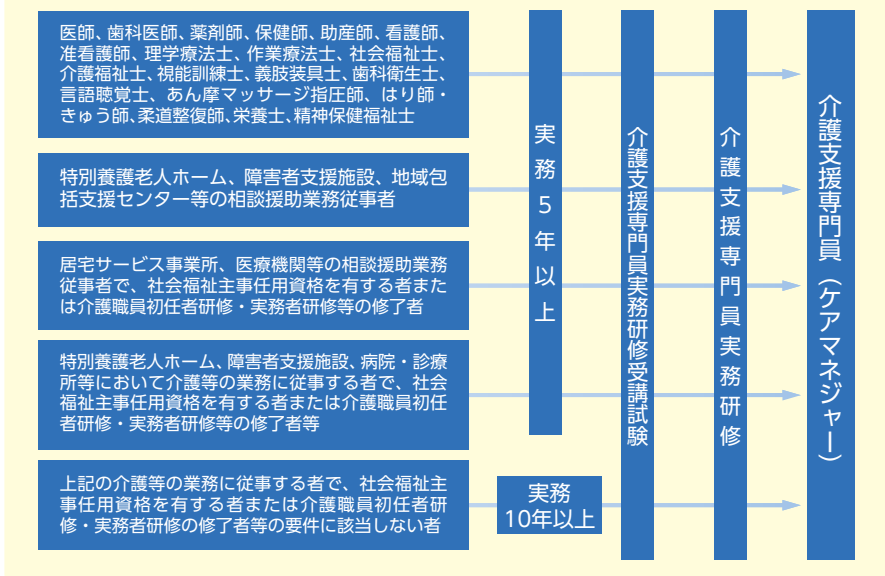 医師、歯科医師、薬剤師、保健師、助産師、看護師、
准看護師、理学療法士、作業療法士、社会福祉士、
介護福祉士、視能訓練士、義肢装具士、歯科衛生士、
言語聴覚士、あん摩マッサージ指圧師、はり師・
きゅう師、柔道整復師、栄養士、精神保健福祉士
特別養護老人ホーム、障害者支援施設、地域包
括支援センター等の相談援助業務従事者
居宅サービス事業所、医療機関等の相談援助業務
従事者で、社会福祉主事任用資格を有する者また
は介護職員初任者研修・実務者研修等の修了者
特別養護老人ホーム、障害者支援施設、病院・診療
所等において介護等の業務に従事する者で、社会
福祉主事任用資格を有する者または介護職員初任
者研修・実務者研修等の修了者等
上記の介護等の業務に従事する者で、社会福祉主
事任用資格を有する者または介護職員初任者研
修・実務者研修の修了者等の要件に該当しない者
実務5年以上
実務
10年以上
介護支援専門員実務研修受講試験
介護支援専門員実務研修
介護支援専門員（ケアマネジャー）